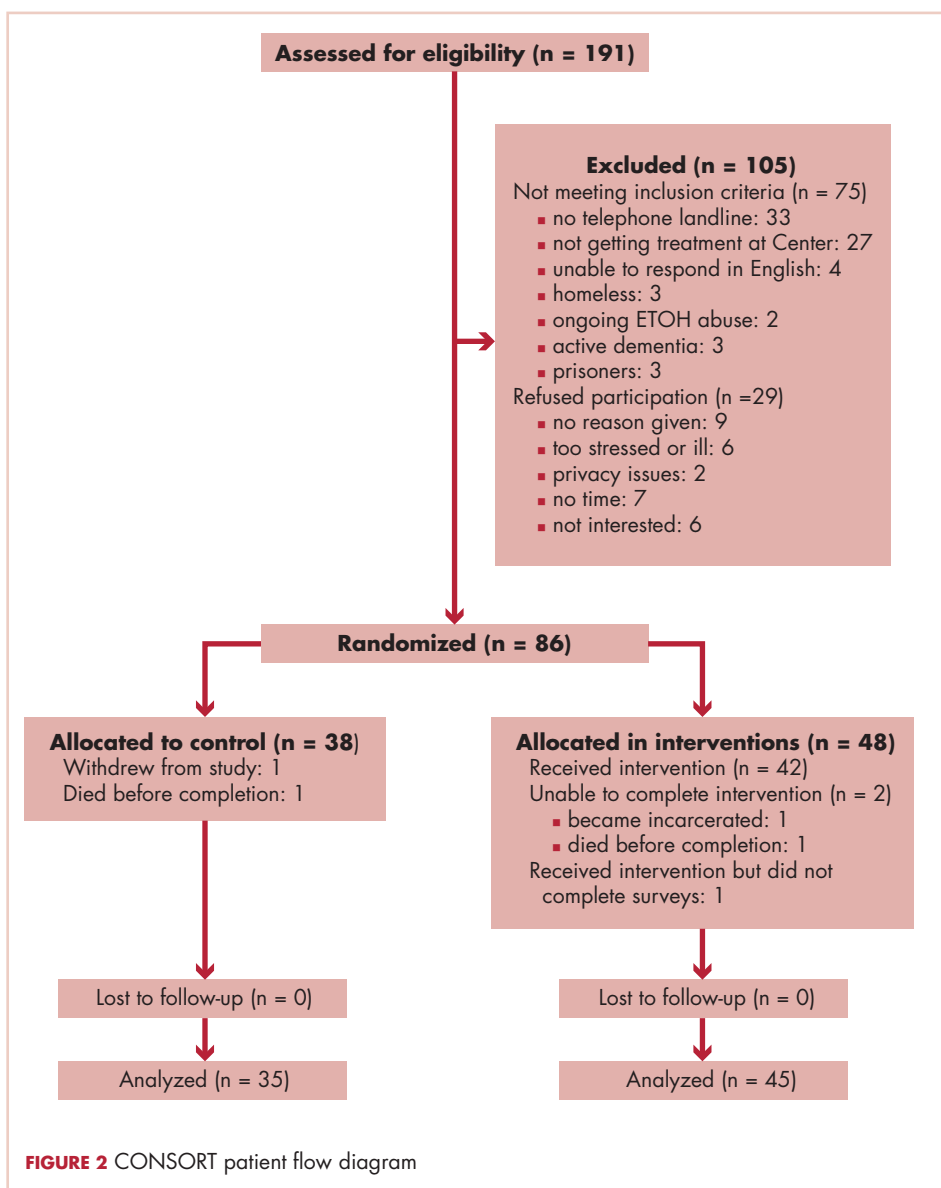 Assessed for eligibility (n = 191)
Excluded (n = 105)
Not meeting inclusion criteria (n = 75)
▪ no telephone landline: 33
▪ not getting treatment at Center: 27
▪ unable to respond in English: 4
▪ homeless: 3
▪ ongoing ETOH abuse: 2
▪ active dementia: 3
▪ prisoners: 3
Refused participation (n =29)
▪ no reason given: 9
▪ too stressed or ill: 6
▪ privacy issues: 2
▪ no time: 7
▪ not interested: 6
Randomized (n = 86)
Allocated to control (n = 38)
Withdrew from study: 1
Died before completion: 1
Allocated in interventions (n = 48)
Received intervention (n = 42)
Unable to complete intervention (n = 2)
▪ became incarcerated: 1
▪ died before completion: 1
Received intervention but did not
complete surveys: 1
Lost to follow-up (n = 0)
Lost to follow-up (n = 0)
Analyzed (n = 35)
Analyzed (n = 45)
FIGURE 2 CONSORT patient flow diagram